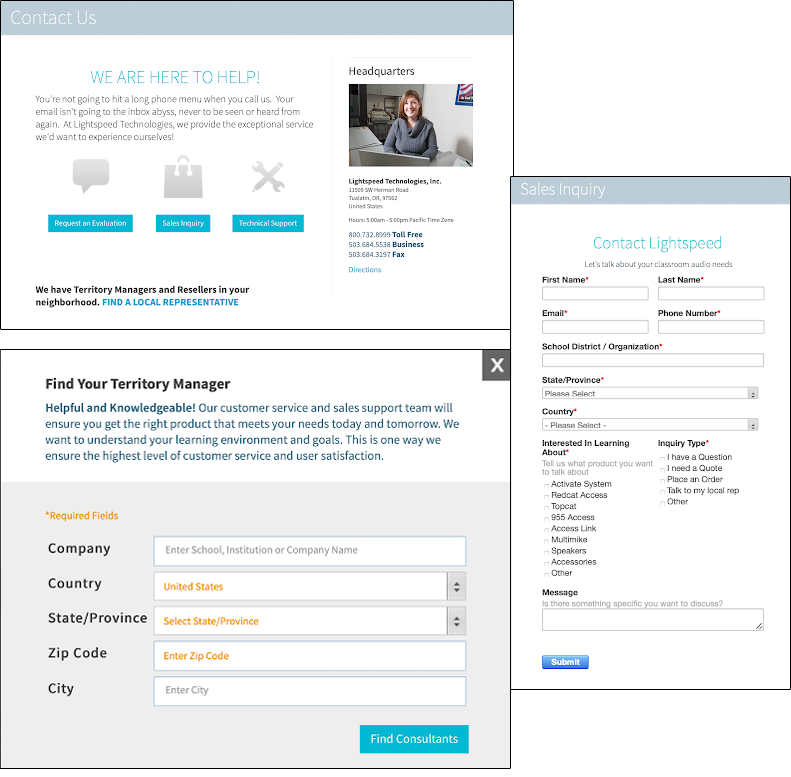 Contact Us
WE ARE HERE TO HELP!
You're not going to hit a long phone menu when you call us. Your
email isn't going to the inbox abyss, never to be seen or heard from
again. At Lightspeed Technologies, we provide the exceptional service
we'd want to experience ourselves!
Request an Evaluation
Sales Inquiry
Technical Support
We have Territory Managers and Resellers in your
neighborhood. FIND A LOCAL REPRESENTATIVE
Headquarters
Lightspeed Technologies, Inc.
11509 SW Herman Road
Tualatin, OR, 97062
United States
Hours: 5:00am - 5:00pm Pacific Time Zone
800.732.8999 Toll Free
503.684.5538 Business
503.684.3197 Fax
Directions
Sales Inquiry
Contact Lightspeed
Let's talk about your classroom audio needs
First Name* Last Name*
Email* Phone Number*
School District / Organization*
State/Province*
Please Select
Country*
- Please Select -
Interested In Learning
About*
Tell us what product you want
to talk about
Activate System
Redcat Access
Topcat
955 Access
Access Link
Multimike
Speakers
Accessories
Other
Inquiry Type*
I have a Question
I need a Quote
Place an Order
Talk to my local rep
Other
Message
Is there something specific you want to discuss?
Submit
X
Find Your Territory Manager
Helpful and Knowledgeable! Our customer service and sales support team will
ensure you get the right product that meets your needs today and tomorrow. We
want to understand your learning environment and goals. This is one way we
ensure the highest level of customer service and user satisfaction.
*Required Fields
Company Enter School, Institution or Company Name
Country United States
State/Province Select State/Province
Zip Code Enter Zip Code
City Enter City
Find Consultants